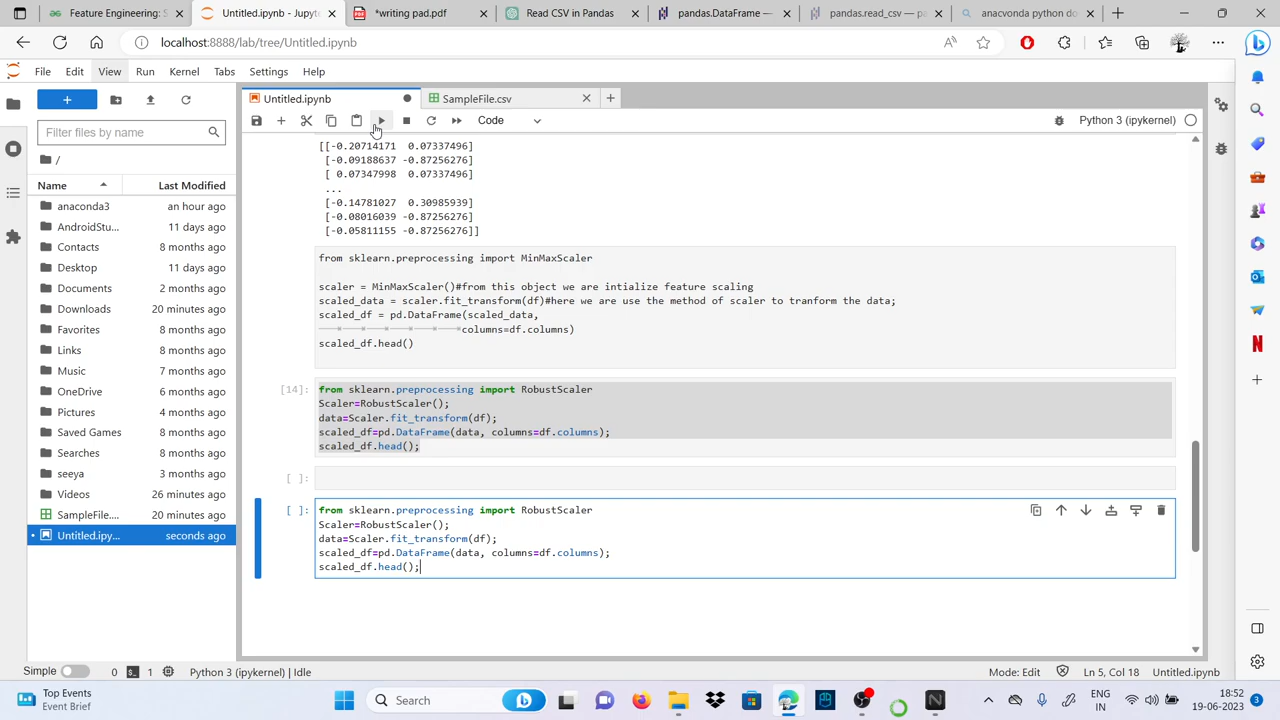 Feature Engineering: S
Untitled.ipynb - Jupyte
*writing pad.pdf
Read CSV in Pandas
pandas.DataFrame —
pandas.read_csv — pa
anacvonda python do
localhost:8888/lab/tree/Untitled.ipynb
File Edit View Run Kernel Tabs Settings Help
Untitled.ipynb
SampleFile.csv
Filter files by name
Code
Python 3 (ipykernel)
/
Name Last Modified
anaconda3 an hour ago
AndroidStu... 11 days ago
Contacts 8 months ago
Desktop 11 days ago
Documents 2 months ago
Downloads 20 minutes ago
Favorites 8 months ago
Links 8 months ago
Music 7 months ago
OneDrive 6 months ago
Pictures 4 months ago
Saved Games 8 months ago
Searches 8 months ago
seeya 3 months ago
Videos 26 minutes ago
SampleFile.... 20 minutes ago
Untitled.ipy... seconds ago
[[-0.20714171 0.07337496]
[-0.09188637 -0.87256276]
[ 0.07347998 0.07337496]
...
[-0.14781027 0.30985939]
[-0.08016039 -0.87256276]
[-0.05811155 -0.87256276]]
from sklearn.preprocessing import MinMaxScaler
scaler = MinMaxScaler()#from this object we are intialize feature scaling
scaled_data = scaler.fit_transform(df)#here we are use the method of scaler to tranform the data;
scaled_df = pd.DataFrame(scaled_data,
columns=df.columns)
scaled_df.head()
[14]: from sklearn.preprocessing import RobustScaler
Scaler=RobustScaler();
data=Scaler.fit_transform(df);
scaled_df=pd.DataFrame(data, columns=df.columns);
scaled_df.head();
[ ]:
[ ]: from sklearn.preprocessing import RobustScaler
Scaler=RobustScaler();
data=Scaler.fit_transform(df);
scaled_df=pd.DataFrame(data, columns=df.columns);
scaled_df.head();
Simple 0 1 Python 3 (ipykernel) | Idle Mode: Edit Ln 5, Col 18 Untitled.ipynb
Top Events
Event Brief
Search
ENG
IN
18:52
19-06-2023
3